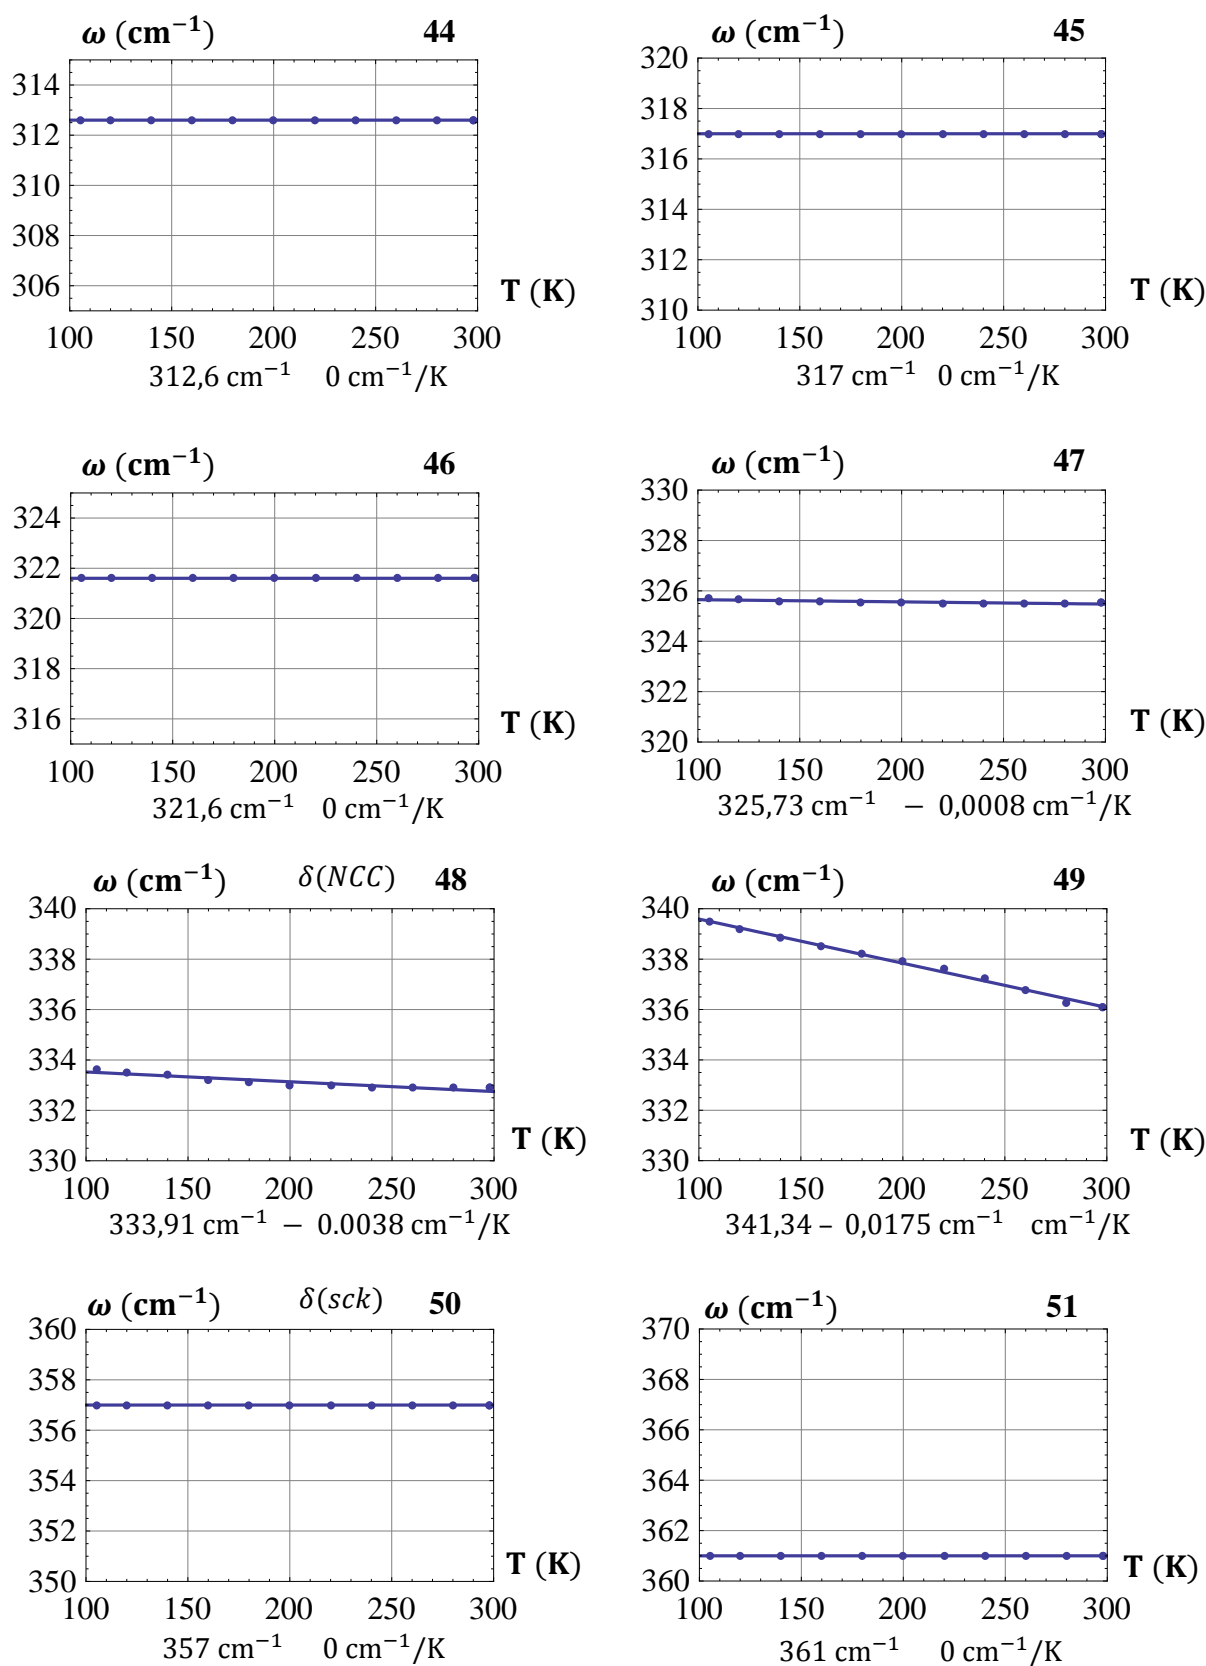 ω (cm⁻¹) 44
314
312
310
308
306
T (K)
100 150 200 250 300
312,6 cm⁻¹ 0 cm⁻¹/K
ω (cm⁻¹) 45
320
318
316
314
312
310
T (K)
100 150 200 250 300
317 cm⁻¹ 0 cm⁻¹/K
ω (cm⁻¹) 46
324
322
320
318
316
T (K)
100 150 200 250 300
321,6 cm⁻¹ 0 cm⁻¹/K
ω (cm⁻¹) 47
330
328
326
324
322
320
T (K)
100 150 200 250 300
325,73 cm⁻¹ − 0,0008 cm⁻¹/K
ω (cm⁻¹) δ(NCC) 48
340
338
336
334
332
330
T (K)
100 150 200 250 300
333,91 cm⁻¹ − 0.0038 cm⁻¹/K
ω (cm⁻¹) 49
340
338
336
334
332
330
T (K)
100 150 200 250 300
341,34 – 0,0175 cm⁻¹ cm⁻¹/K
ω (cm⁻¹) δ(sck) 50
360
358
356
354
352
350
T (K)
100 150 200 250 300
357 cm⁻¹ 0 cm⁻¹/K
ω (cm⁻¹) 51
370
368
366
364
362
360
T (K)
100 150 200 250 300
361 cm⁻¹ 0 cm⁻¹/K